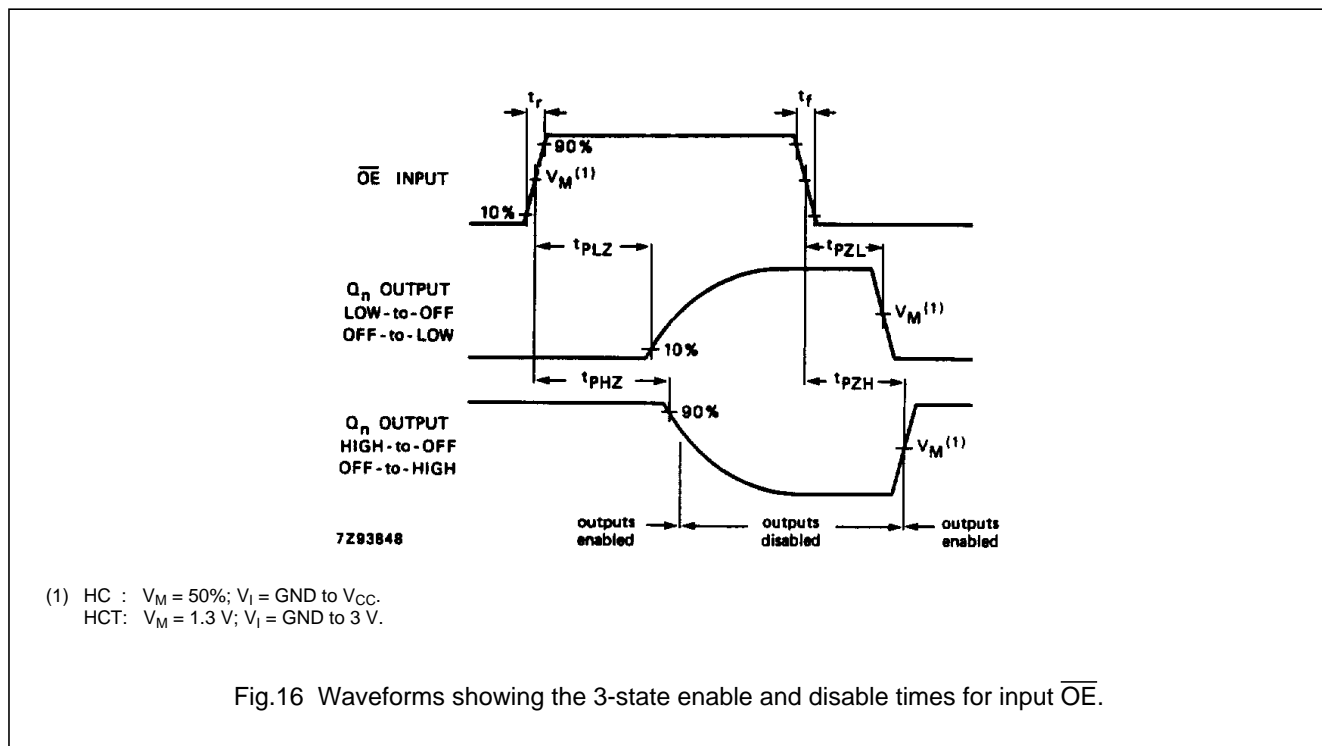 t_r
t_f
90%
OE INPUT
V_M (1)
10%
t_PLZ
t_PZL
Q_n OUTPUT
LOW-to-OFF
OFF-to-LOW
V_M (1)
10%
t_PHZ
t_PZH
90%
Q_n OUTPUT
HIGH-to-OFF
OFF-to-HIGH
V_M (1)
outputs enabled
outputs disabled
outputs enabled
7Z93848
(1) HC : V_M = 50%; V_I = GND to V_CC.
HCT: V_M = 1.3 V; V_I = GND to 3 V.
Fig.16 Waveforms showing the 3-state enable and disable times for input O̅E̅.